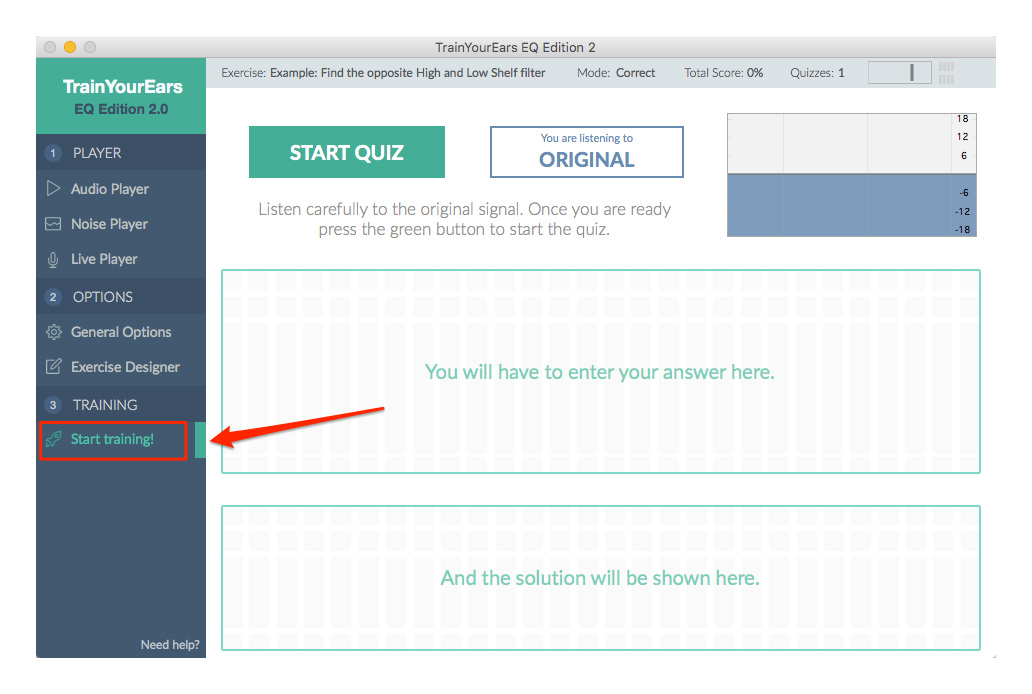 TrainYourEars EQ Edition 2
TrainYourEars
EQ Edition 2.0
1 PLAYER
Audio Player
Noise Player
Live Player
2 OPTIONS
General Options
Exercise Designer
3 TRAINING
Start training!
Need help?
Exercise: Example: Find the opposite High and Low Shelf filter Mode: Correct Total Score: 0% Quizzes: 1
START QUIZ
You are listening to
ORIGINAL
Listen carefully to the original signal. Once you are ready
press the green button to start the quiz.
18
12
6
-6
-12
-18
You will have to enter your answer here.
And the solution will be shown here.